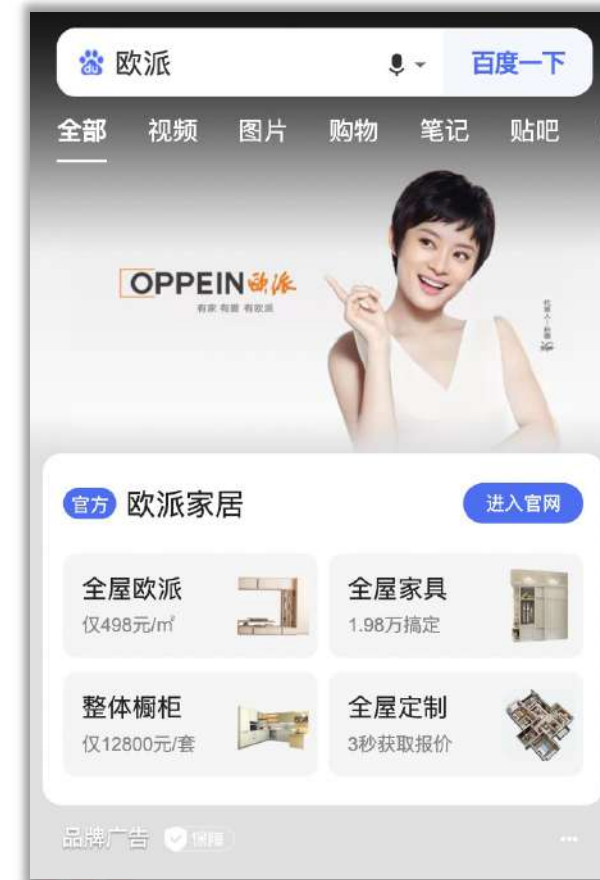 欧派
百度一下
全部 视频 图片 购物 笔记 贴吧
OPPEIN欧派
有家 有爱 有欧派
官方 欧派家居
进入官网
全屋欧派
仅498元/㎡
全屋家具
1.98万搞定
整体橱柜
仅12800元/套
全屋定制
3秒获取报价
品牌广告 保障